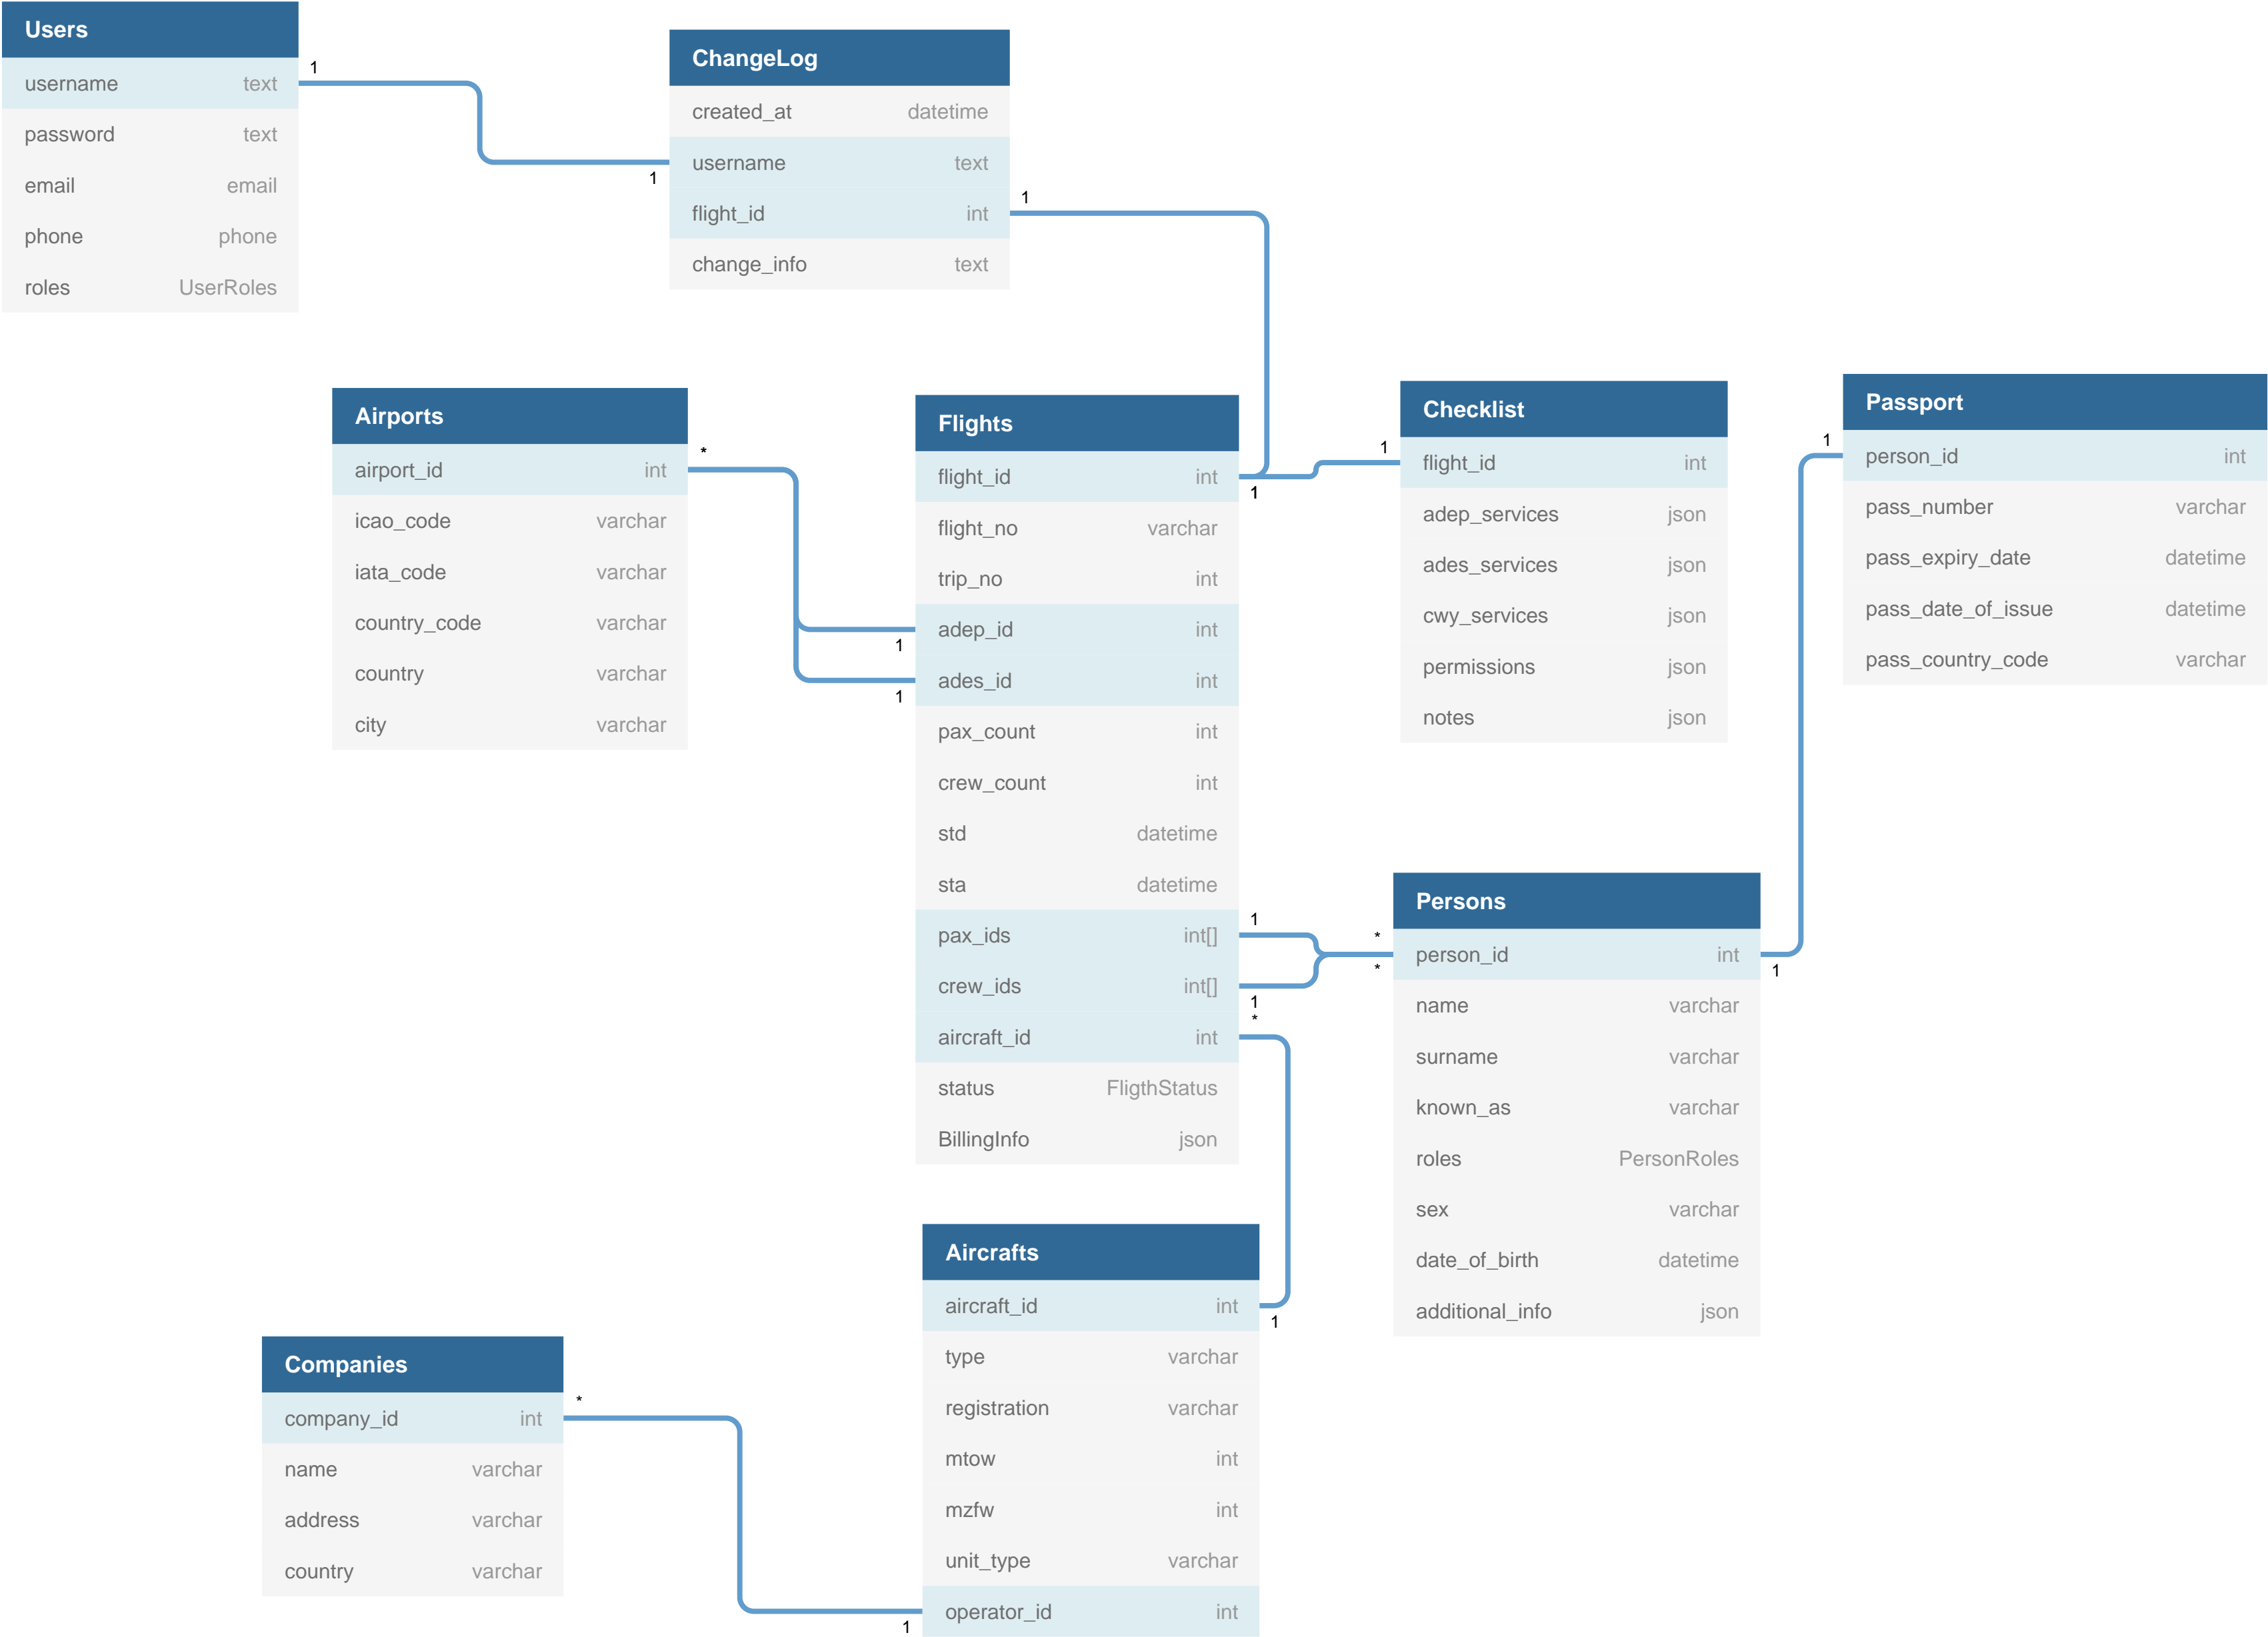 Users
username text
password text
email email
phone phone
roles UserRoles
1
1
ChangeLog
created_at datetime
username text
flight_id int
change_info text
1
Airports
airport_id int
icao_code varchar
iata_code varchar
country_code varchar
country varchar
city varchar
*
1
1
Flights
flight_id int
flight_no varchar
trip_no int
adep_id int
ades_id int
pax_count int
crew_count int
std datetime
sta datetime
pax_ids int[]
crew_ids int[]
aircraft_id int
status FligthStatus
BillingInfo json
1
1
1
*
1
Checklist
flight_id int
adep_services json
ades_services json
cwy_services json
permissions json
notes json
1
Passport
person_id int
pass_number varchar
pass_expiry_date datetime
pass_date_of_issue datetime
pass_country_code varchar
*
*
Persons
person_id int
name varchar
surname varchar
known_as varchar
roles PersonRoles
sex varchar
date_of_birth datetime
additional_info json
1
Aircrafts
aircraft_id int
type varchar
registration varchar
mtow int
mzfw int
unit_type varchar
operator_id int
1
1
Companies
company_id int
name varchar
address varchar
country varchar
*